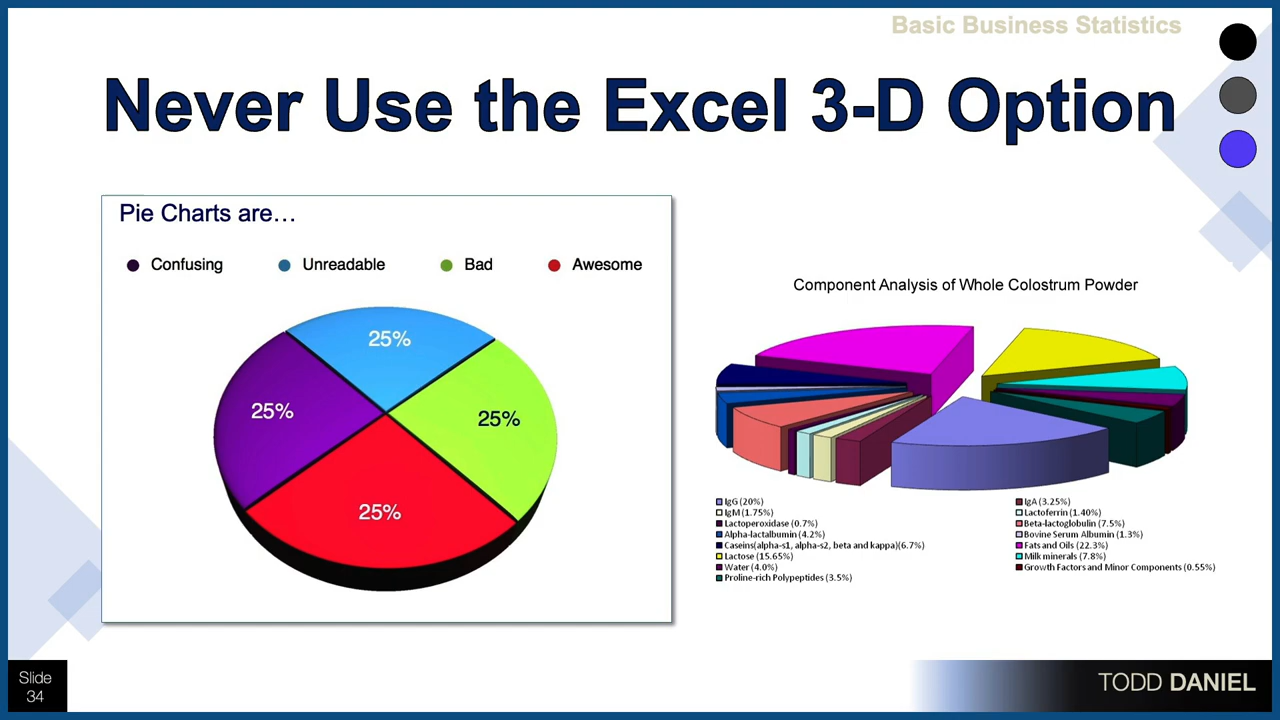 Basic Business Statistics
Never Use the Excel 3-D Option
Pie Charts are…
Confusing Unreadable Bad Awesome
25%
25%
25%
25%
Component Analysis of Whole Colostrum Powder
IgG (20%)
IgM (1.75%)
Lactoperoxidase (0.7%)
Alpha-lactalbumin (4.2%)
Caseins(alpha-s1, alpha-s2, beta and kappa)(6.7%)
Lactose (15.65%)
Water (4.0%)
Proline-rich Polypeptides (3.5%)
IgA (3.25%)
Lactoferrin (1.40%)
Beta-lactoglobulin (7.5%)
Bovine Serum Albumin (1.3%)
Fats and Oils (22.3%)
Milk minerals (7.8%)
Growth Factors and Minor Components (0.55%)
Slide
34
TODD DANIEL